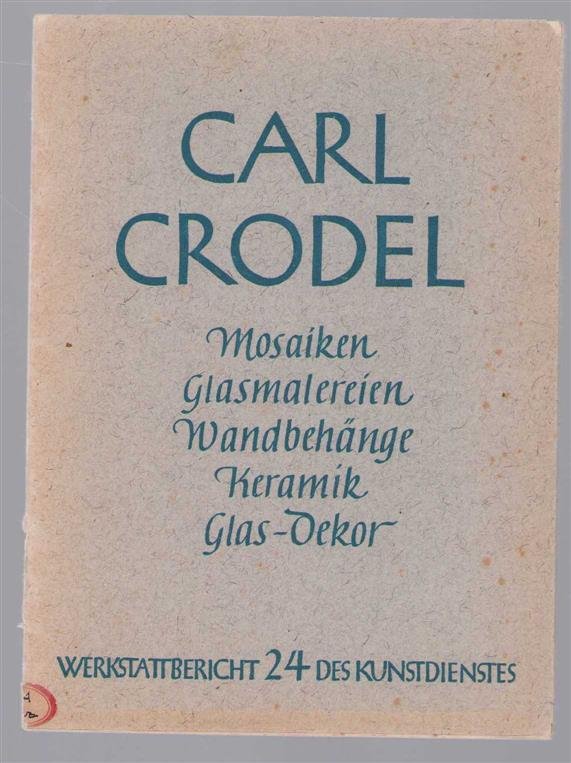 CARL
CRODEL
Mosaiken
Glasmalereien
Wandbehänge
Keramik
Glas-Dekor
WERKSTATTBERICHT 24 DES KUNSTDIENSTES